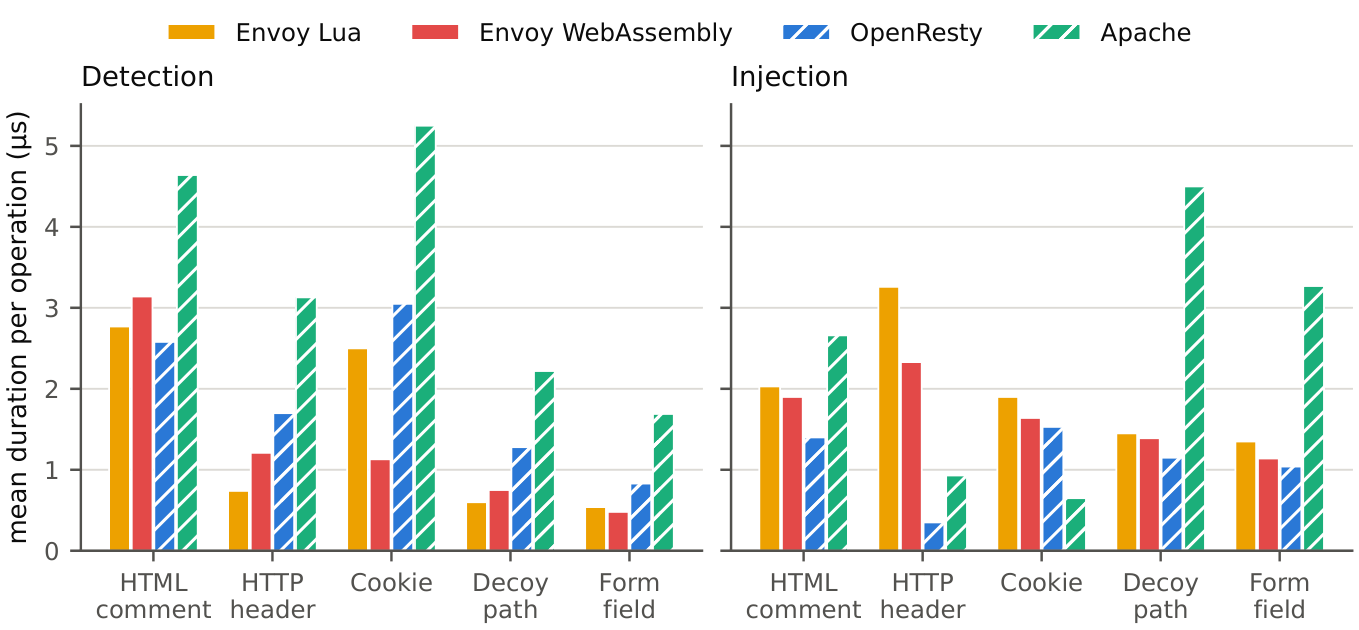 Envoy Lua Envoy WebAssembly OpenResty Apache
Detection
Injection
mean duration per operation (µs)
5
4
3
2
1
0
HTML comment
HTTP header
Cookie
Decoy path
Form field
HTML comment
HTTP header
Cookie
Decoy path
Form field